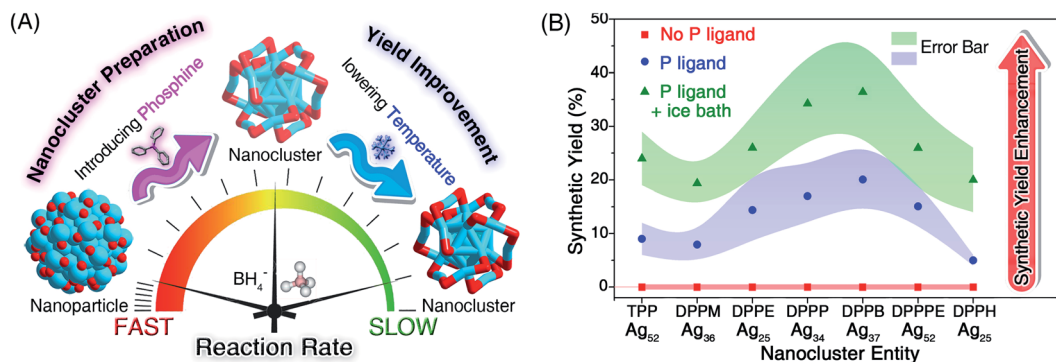 (A)
Nanocluster Preparation
Introducing Phosphine
Nanocluster
Yield Improvement
lowering Temperature
Nanoparticle
BH4-
Nanocluster
FAST
SLOW
Reaction Rate
(B)
Synthetic Yield (%)
50
40
30
20
10
0
No P ligand
P ligand
P ligand
+ ice bath
Error Bar
Synthetic Yield Enhancement
TPP DPPM DPPE DPPP DPPB DPPPE DPPH
Ag52 Ag36 Ag25 Ag34 Ag37 Ag52 Ag25
Nanocluster Entity